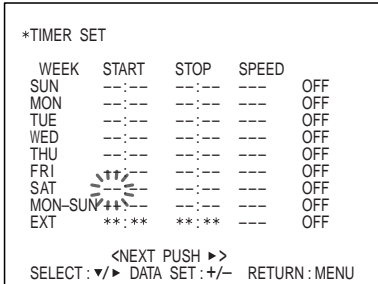 *TIMER SET
WEEK START STOP SPEED
SUN --:-- --:-- --- OFF
MON --:-- --:-- --- OFF
TUE --:-- --:-- --- OFF
WED --:-- --:-- --- OFF
THU --:-- --:-- --- OFF
FRI --:-- --:-- --- OFF
SAT --:-- --:-- --- OFF
MON–SUN --:-- --:-- --- OFF
EXT **:** **:** --- OFF
<NEXT PUSH ►>
SELECT : ▼/► DATA SET : +/– RETURN : MENU